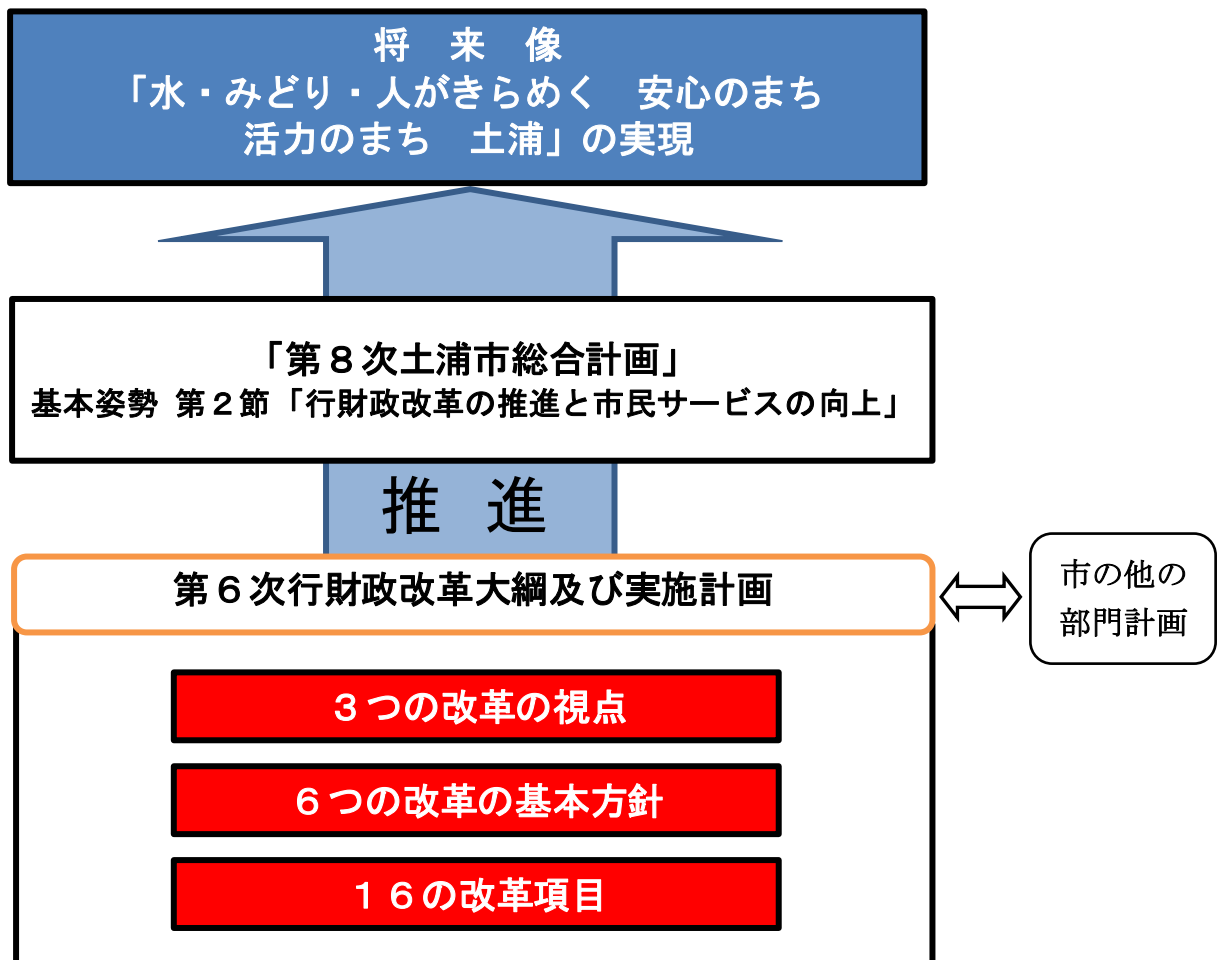 将　来　像
「水・みどり・人がきらめく　安心のまち
活力のまち　土浦」の実現
「第８次土浦市総合計画」
基本姿勢 第２節「行財政改革の推進と市民サービスの向上」
推　進
第６次行財政改革大綱及び実施計画
市の他の
部門計画
３つの改革の視点
６つの改革の基本方針
１６の改革項目